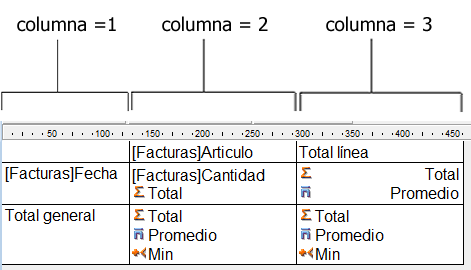 columna =1 columna = 2 columna = 3
50 100 150 200 250 300 350 400 450
[Facturas]Articulo Total línea
[Facturas]Fecha [Facturas]Cantidad Σ Total
Σ Total n Promedio
Total general Σ Total Σ Total
n Promedio n Promedio
Min Min